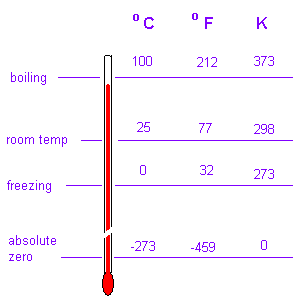 ° C ° F K
boiling 100 212 373
room temp 25 77 298
freezing 0 32 273
absolute
zero -273 -459 0